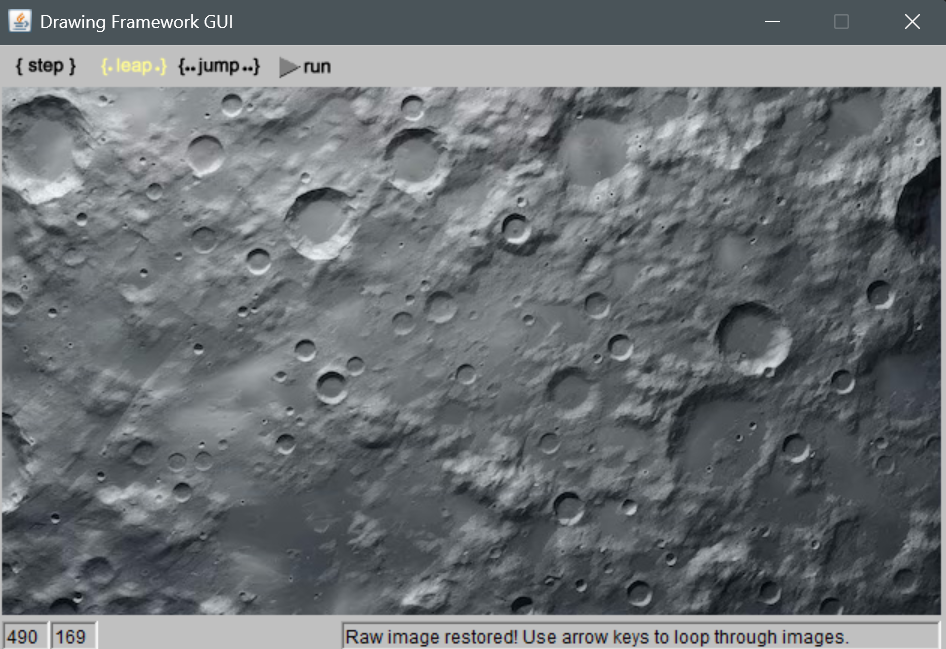 Drawing Framework GUI
{ step } {.leap.} {..jump..} run
490 169 Raw image restored! Use arrow keys to loop through images.